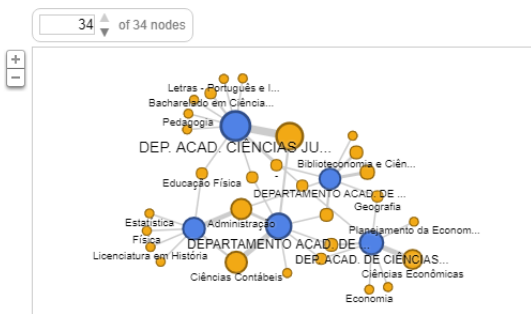 34 of 34 nodes
+
−
Letras - Português e l...
Bacharelado em Ciência...
Pedagogia
DEP. ACAD. CIÊNCIAS JU...
Biblioteconomia e Ciên...
-
Educação Física
DEPARTAMENTO ACAD. DE ...
Geografia
Estatística
Administração
Planejamento da Econom...
Física
DEPARTAMENTO ACAD. DE ...
Licenciatura em História
DEP. ACAD. DE CIÊNCIAS...
Ciências Contábeis
Ciências Econômicas
Economia